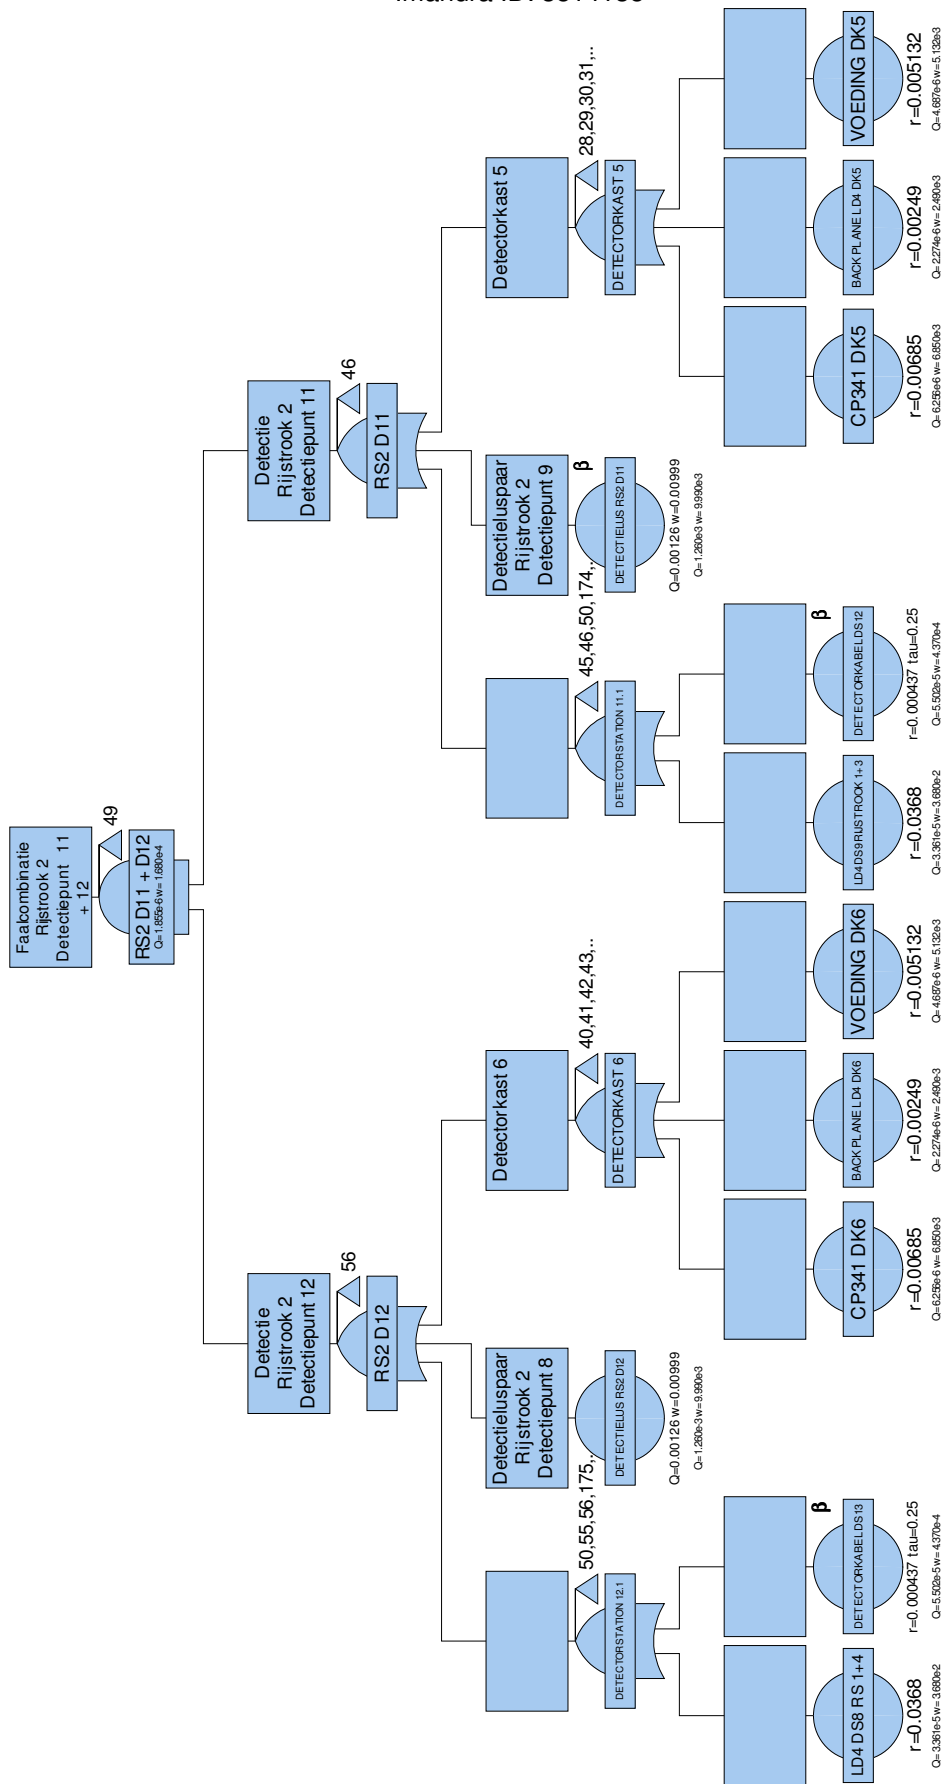 Faalcombinatie
Rijstrook 2
Detectiepunt 11
+ 12
49
RS2 D11 + D12
Q=1.855e-6 w= 1.680e-4
Detectie
Rijstrook 2
Detectiepunt 12
56
RS2 D12
Detectie
Rijstrook 2
Detectiepunt 11
46
RS2 D11
50,55,56,175,..
DETECTORSTATION 12.1
Detectieluspaar
Rijstrook 2
Detectiepunt 8
DETECTIELUS RS2 D12
Q=0.00126 w=0.00999
Q=1.260e-3 w=9.990e-3
Detectorkast 6
40,41,42,43,..
DETECTORKAST 6
45,46,50,174,..
DETECTORSTATION 11.1
Detectieluspaar
Rijstrook 2
Detectiepunt 9
β
DETECTIELUS RS2 D11
Q=0.00126 w=0.00999
Q=1.260e-3 w= 9.990e-3
Detectorkast 5
28,29,30,31,..
DETECTORKAST 5
LD4 DS8 RS 1+4
r=0.0368
Q=3.361e-5 w= 3.680e-2
β
DETECTORKABEL DS13
r=0.000437 tau=0.25
Q=5.502e-5 w= 4.370e-4
CP341 DK6
r=0.00685
Q=6.256e-6 w= 6.850e-3
BACK PLANE LD4 DK6
r=0.00249
Q= 2.274e-6 w= 2.490e-3
VOEDING DK6
r=0.005132
Q= 4.687e-6 w= 5.132e-3
LD4 DS9 RIJSTROOK 1+3
r=0.0368
Q=3.361e-5 w= 3.680e-2
β
DETECTORKABEL DS12
r=0.000437 tau=0.25
Q=5.502e-5 w= 4.370e-4
CP341 DK5
r=0.00685
Q=6.256e-6 w= 6.850e-3
BACK PLANE LD4 DK5
r=0.00249
Q= 2.274e-6 w= 2.490e-3
VOEDING DK5
r=0.005132
Q=4.687e-6 w= 5.132e-3